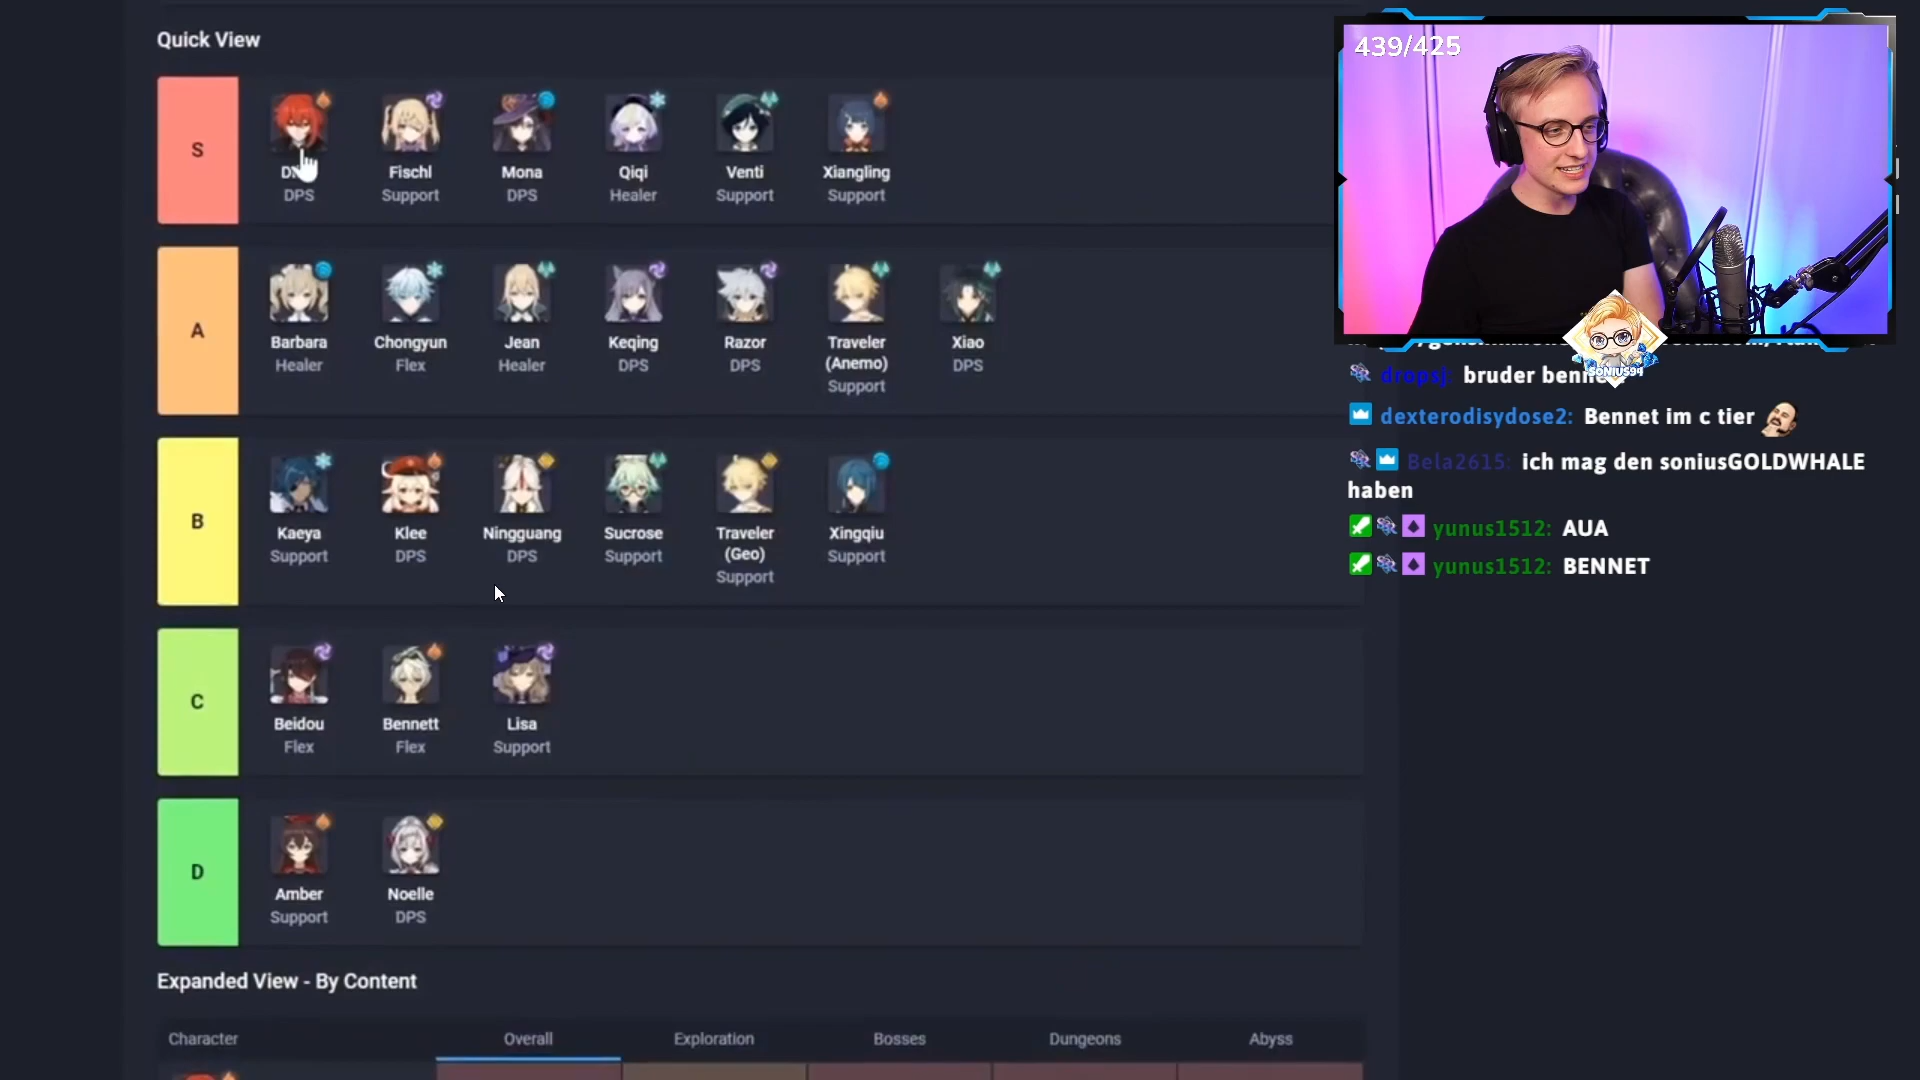 Quick View
S
DPS
Fischl
Support
Mona
DPS
Qiqi
Healer
Venti
Support
Xiangling
Support
A
Barbara
Healer
Chongyun
Flex
Jean
Healer
Keqing
DPS
Razor
DPS
Traveler
(Anemo)
Support
Xiao
DPS
B
Kaeya
Support
Klee
DPS
Ningguang
DPS
Sucrose
Support
Traveler
(Geo)
Support
Xingqiu
Support
C
Beidou
Flex
Bennett
Flex
Lisa
Support
D
Amber
Support
Noelle
DPS
Expanded View - By Content
Character
Overall
Exploration
Bosses
Dungeons
Abyss
439/425
SONIUS94
dropsj: bruder
dexterodisydose2: Bennet im c tier
Bela2615: ich mag den soniusGOLDWHALE
haben
yunus1512: AUA
yunus1512: BENNET